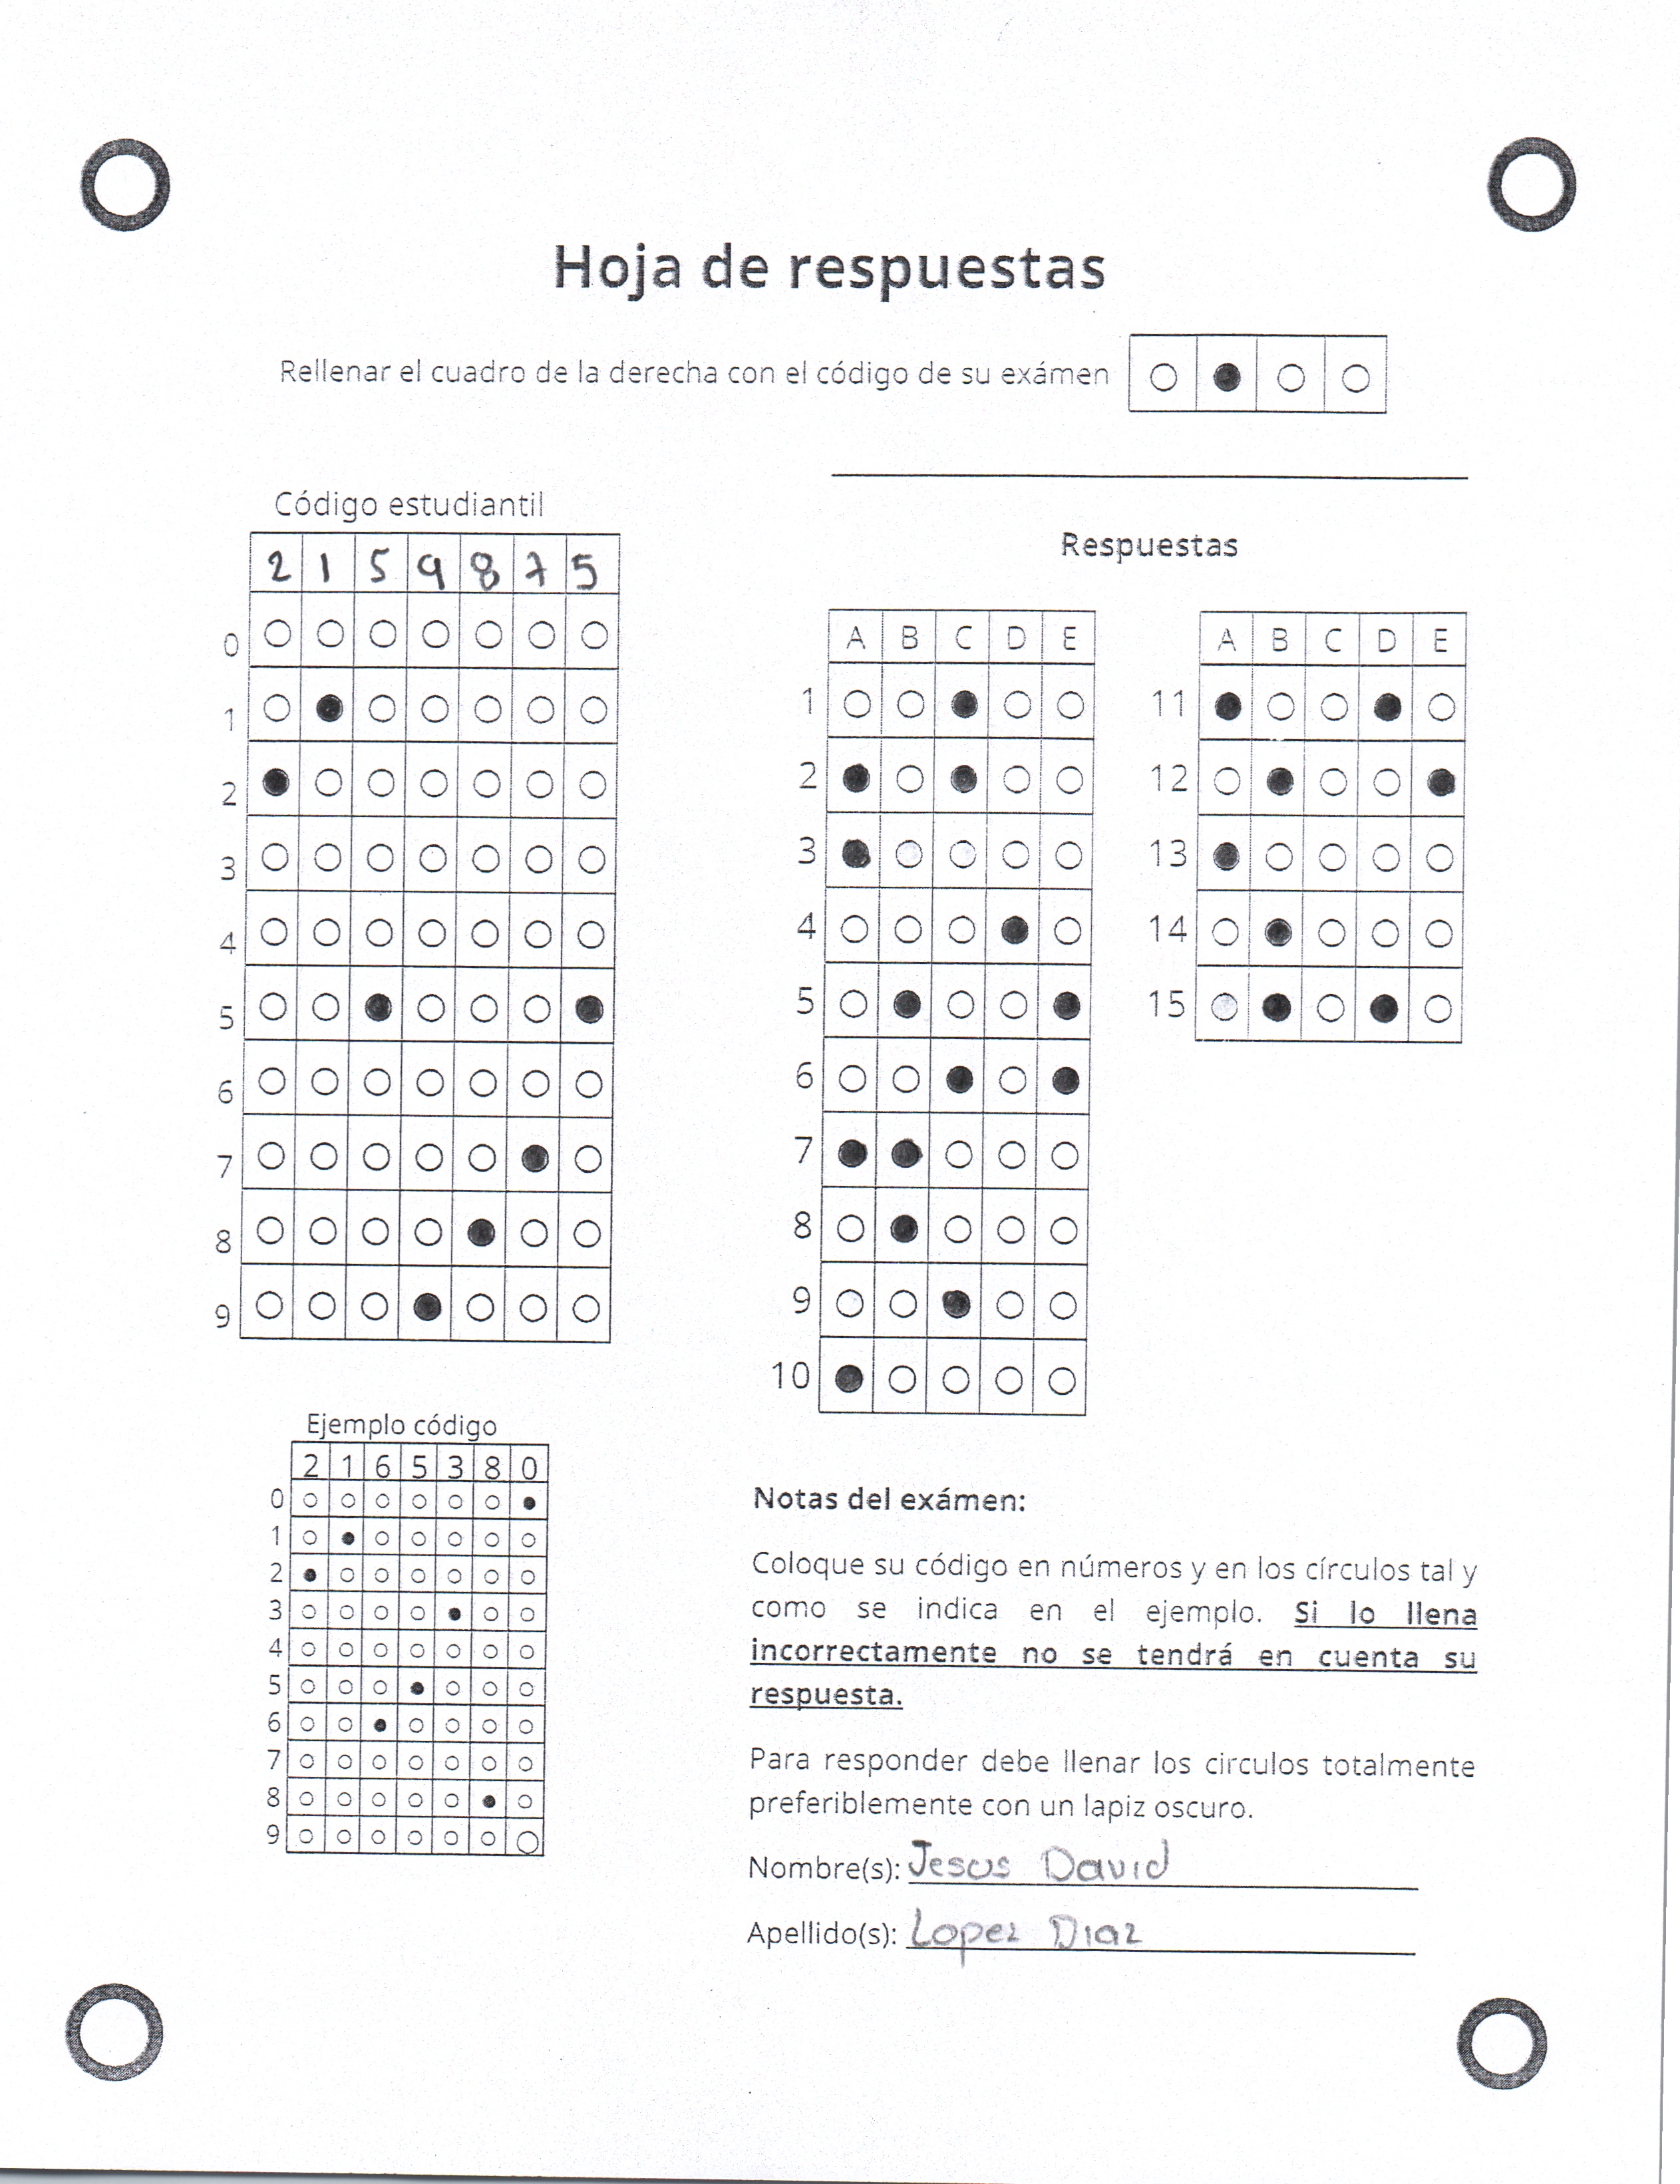 Hoja de respuestas
Rellenar el cuadro de la derecha con el código de su exámen
Código estudiantil
2 1 5 9 8 7 5
0
1
2
3
4
5
6
7
8
9
Respuestas
A B C D E
1
2
3
4
5
6
7
8
9
10
A B C D E
11
12
13
14
15
Ejemplo código
2 1 6 5 3 8 0
0
1
2
3
4
5
6
7
8
9
Notas del exámen:
Coloque su código en números y en los círculos tal y
como se indica en el ejemplo. Si lo llena
incorrectamente no se tendrá en cuenta su
respuesta.
Para responder debe llenar los circulos totalmente
preferiblemente con un lapiz oscuro.
Nombre(s): Jesus David
Apellido(s): Lopez Diaz